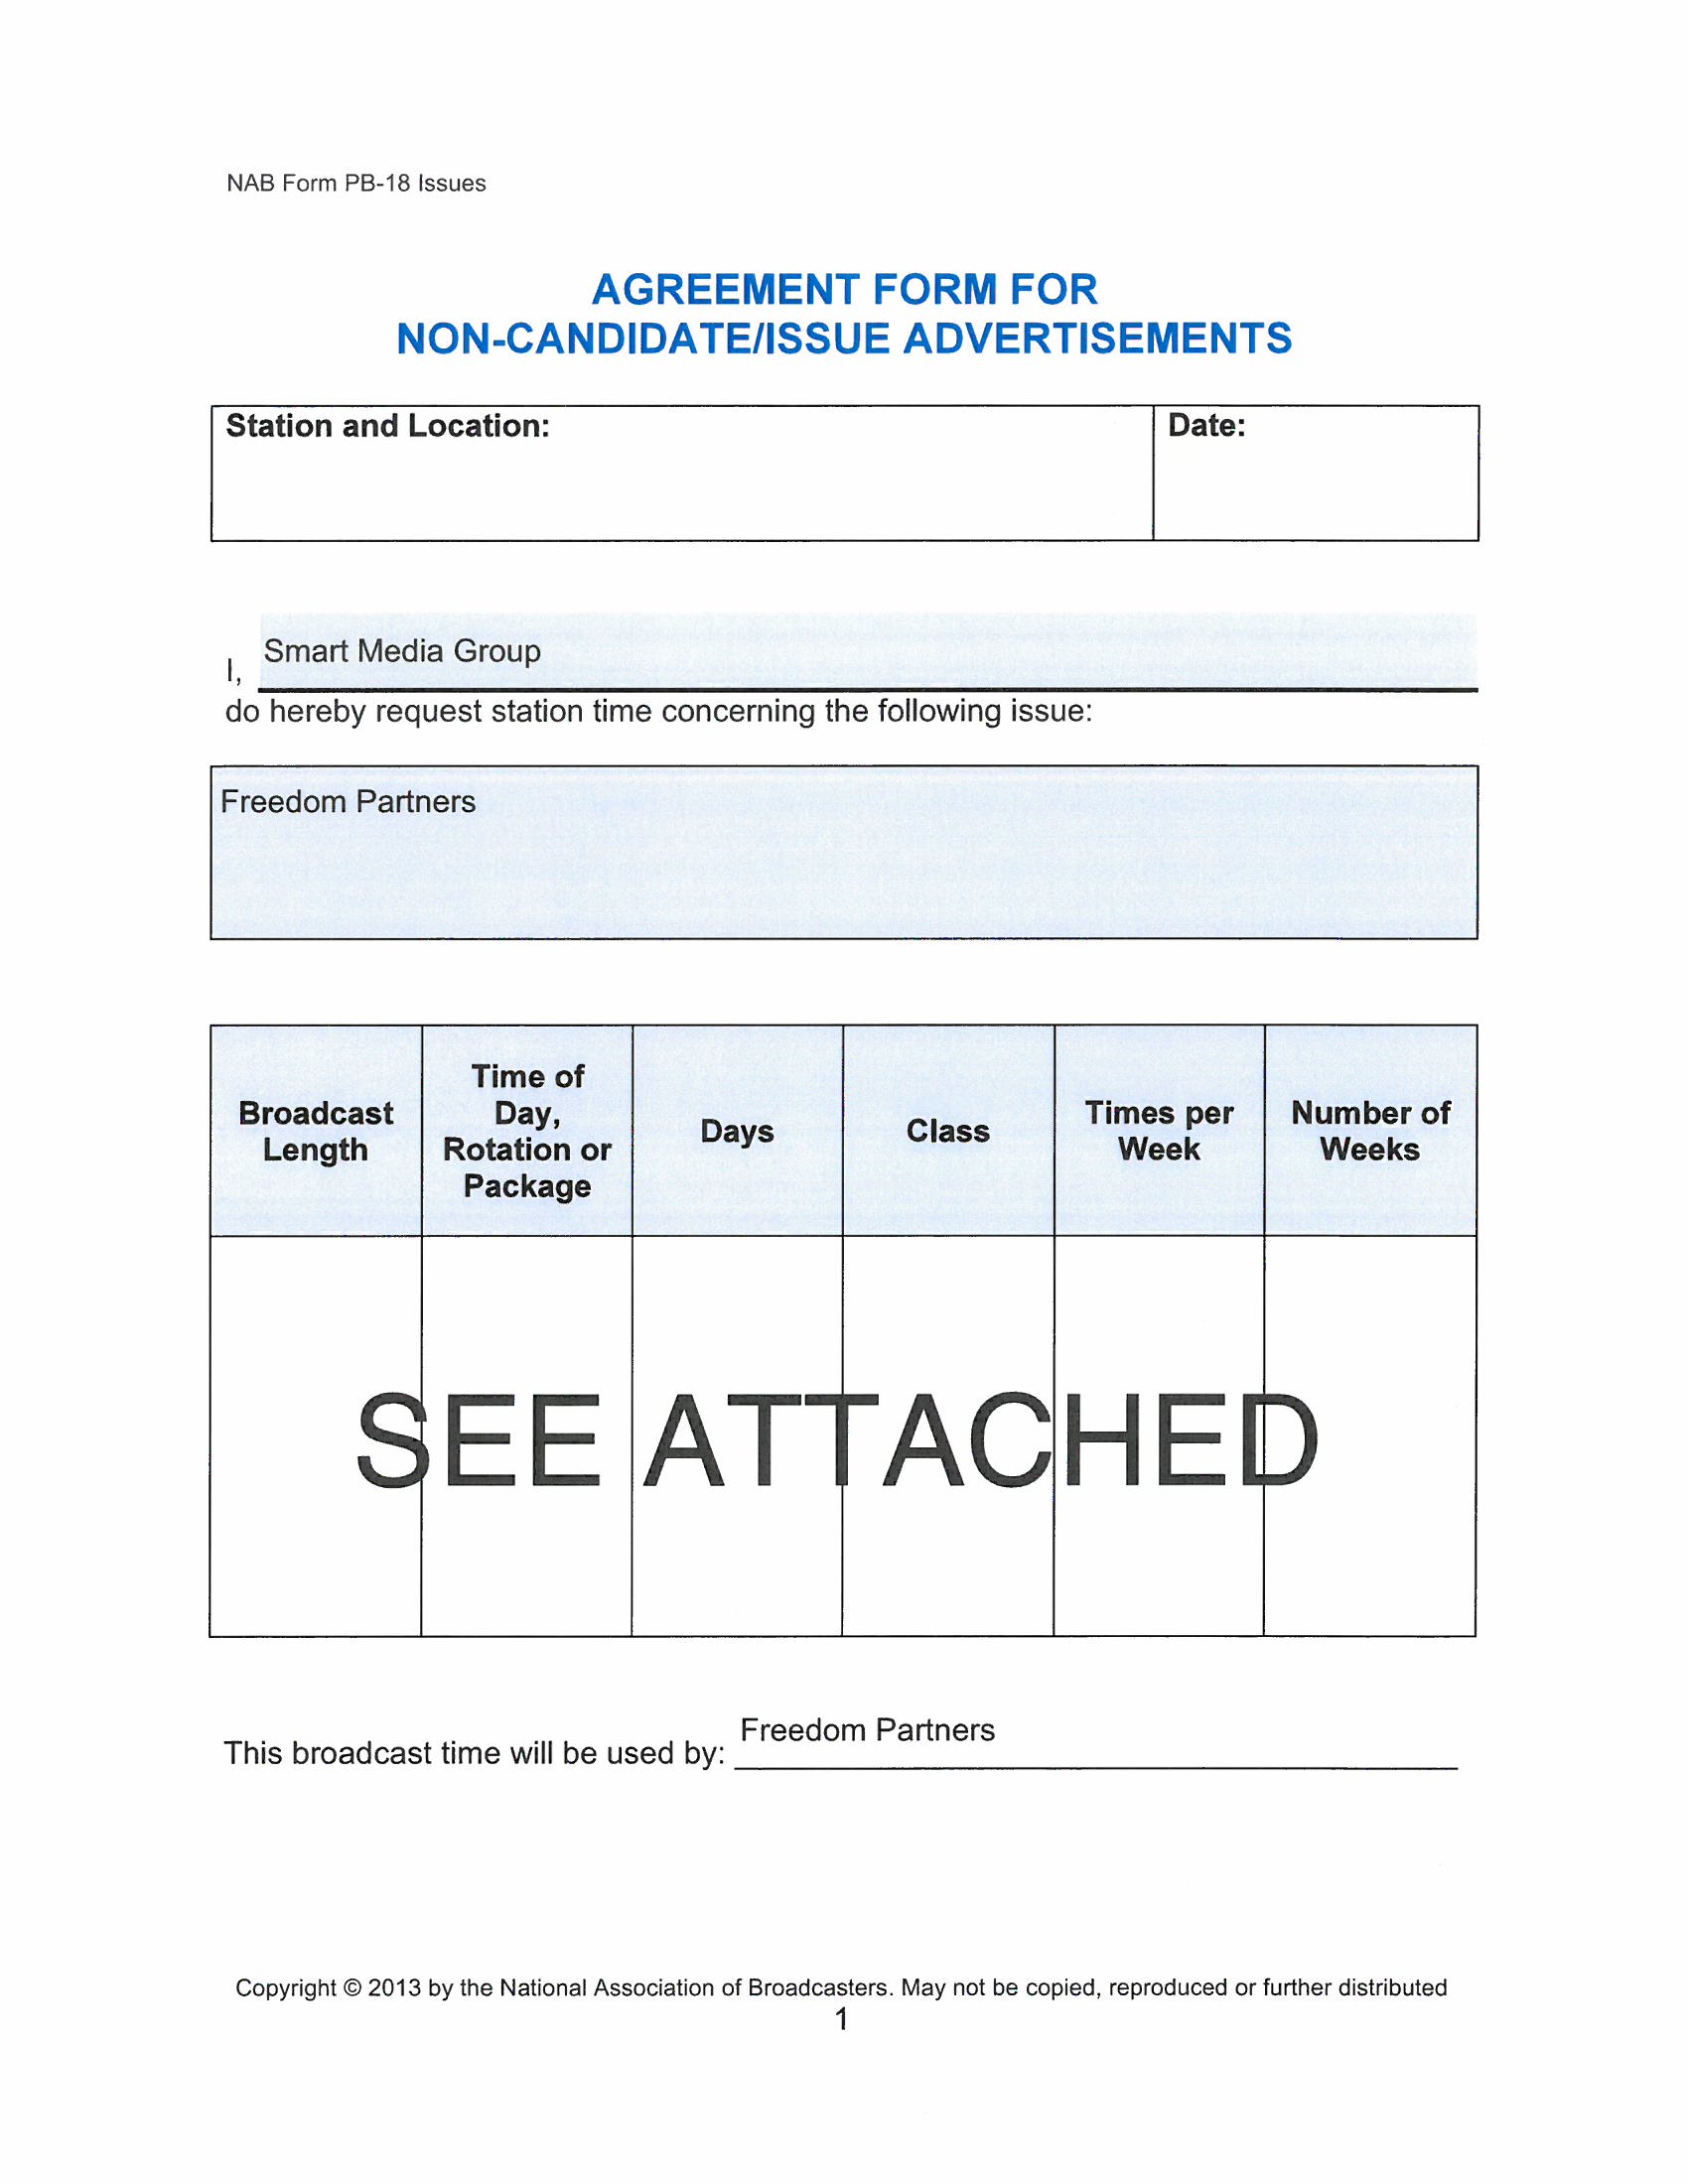 NAB Form PB-18 Issues
AGREEMENT FORM FOR
NON-CANDIDATE/ISSUE ADVERTISEMENTS
Station and Location:
Date:
I, Smart Media Group
do hereby request station time concerning the following issue:
Freedom Partners
Broadcast Length
Time of Day, Rotation or Package
Days
Class
Times per Week
Number of Weeks
SEE ATTACHED
This broadcast time will be used by: Freedom Partners
Copyright © 2013 by the National Association of Broadcasters. May not be copied, reproduced or further distributed
1